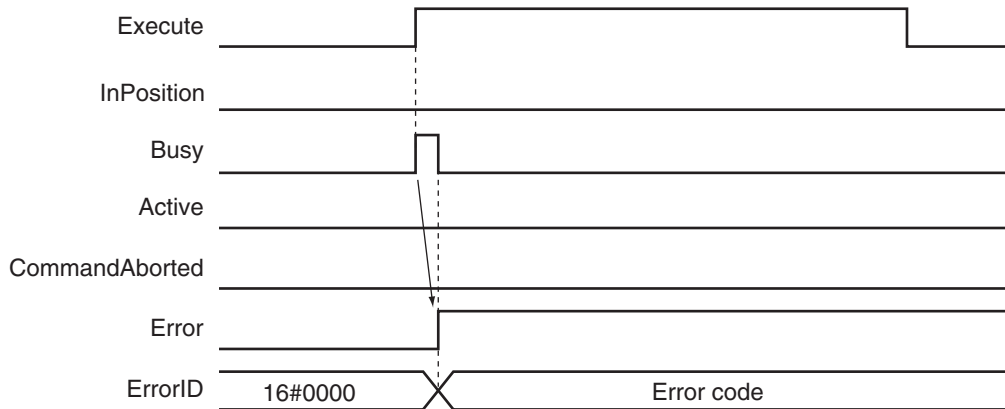 Execute
InPosition
Busy
Active
CommandAborted
Error
ErrorID 16#0000 Error code